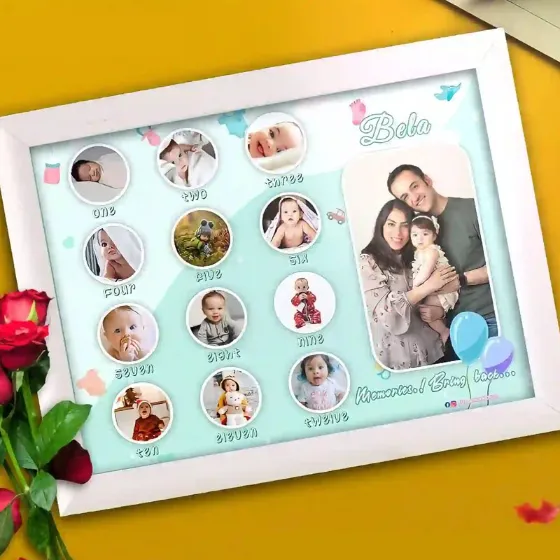 Bela
one
two
three
four
five
six
seven
eight
nine
ten
eleven
twelve
Memories, I Bring back...